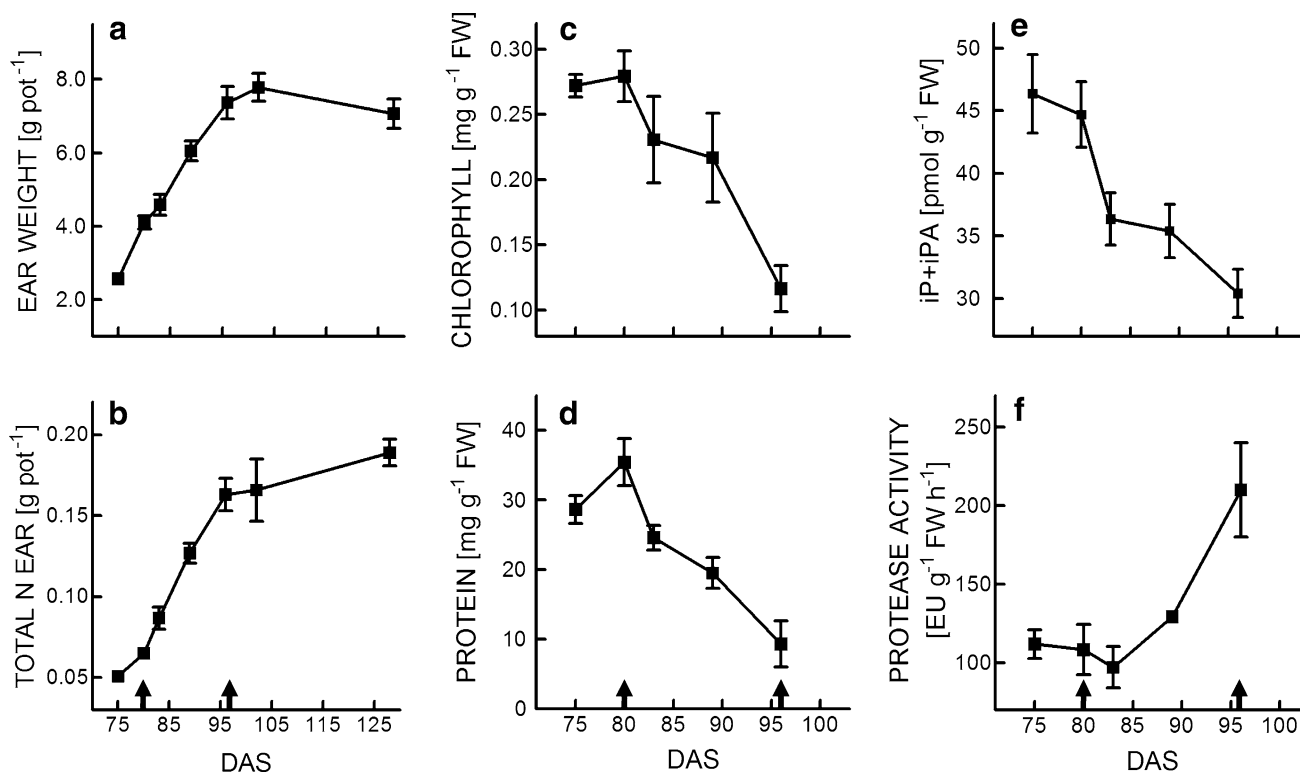 a
EAR WEIGHT [g pot⁻¹]
8.0
6.0
4.0
2.0
c
CHLOROPHYLL [mg g⁻¹ FW]
0.30
0.25
0.20
0.15
0.10
e
iP+iPA [pmol g⁻¹ FW]
50
45
40
35
30
b
TOTAL N EAR [g pot⁻¹]
0.20
0.15
0.10
0.05
75 85 95 105 115 125
DAS
d
PROTEIN [mg g⁻¹ FW]
40
30
20
10
0
75 80 85 90 95 100
DAS
f
PROTEASE ACTIVITY
[EU g⁻¹ FW h⁻¹]
250
200
150
100
75 80 85 90 95 100
DAS